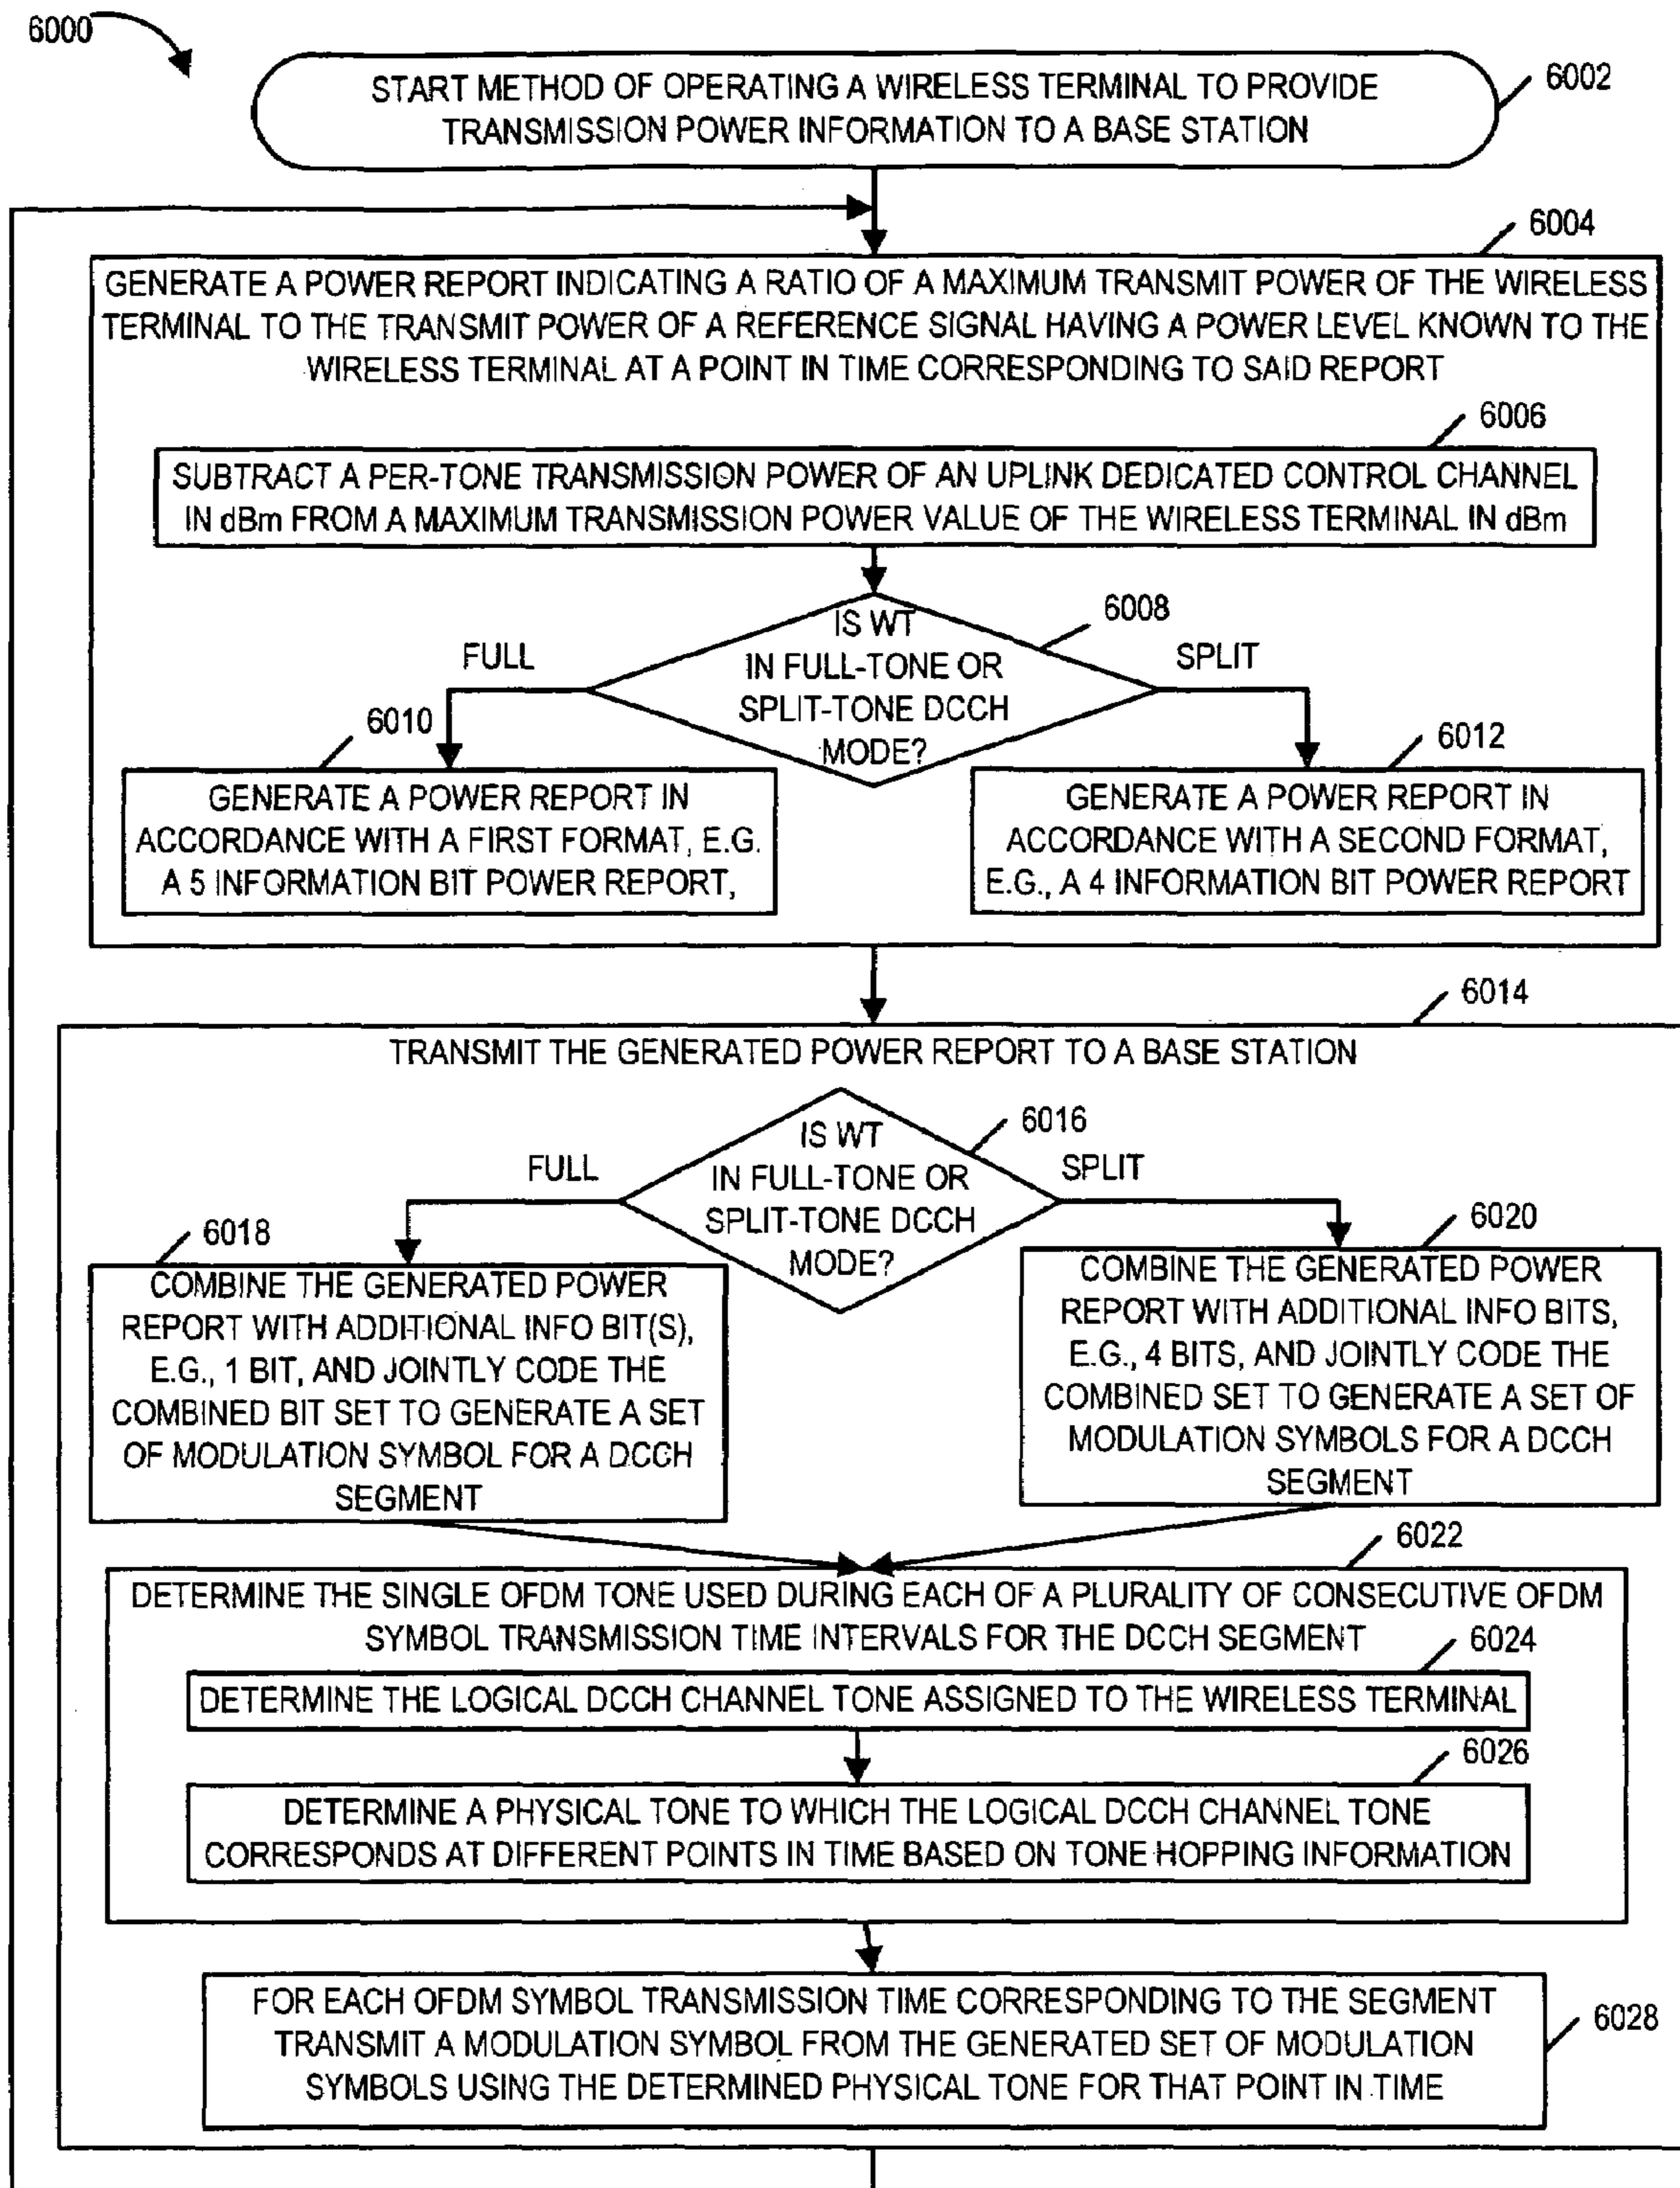 6000
START METHOD OF OPERATING A WIRELESS TERMINAL TO PROVIDE
TRANSMISSION POWER INFORMATION TO A BASE STATION
6002
6004
GENERATE A POWER REPORT INDICATING A RATIO OF A MAXIMUM TRANSMIT POWER OF THE WIRELESS
TERMINAL TO THE TRANSMIT POWER OF A REFERENCE SIGNAL HAVING A POWER LEVEL KNOWN TO THE
WIRELESS TERMINAL AT A POINT IN TIME CORRESPONDING TO SAID REPORT
6006
SUBTRACT A PER-TONE TRANSMISSION POWER OF AN UPLINK DEDICATED CONTROL CHANNEL
IN dBm FROM A MAXIMUM TRANSMISSION POWER VALUE OF THE WIRELESS TERMINAL IN dBm
6008
IS WT
IN FULL-TONE OR
SPLIT-TONE DCCH
MODE?
FULL
SPLIT
6010
GENERATE A POWER REPORT IN
ACCORDANCE WITH A FIRST FORMAT, E.G.
A 5 INFORMATION BIT POWER REPORT,
6012
GENERATE A POWER REPORT IN
ACCORDANCE WITH A SECOND FORMAT,
E.G., A 4 INFORMATION BIT POWER REPORT
6014
TRANSMIT THE GENERATED POWER REPORT TO A BASE STATION
6016
IS WT
IN FULL-TONE OR
SPLIT-TONE DCCH
MODE?
FULL
SPLIT
6018
COMBINE THE GENERATED POWER
REPORT WITH ADDITIONAL INFO BIT(S),
E.G., 1 BIT, AND JOINTLY CODE THE
COMBINED BIT SET TO GENERATE A SET
OF MODULATION SYMBOL FOR A DCCH
SEGMENT
6020
COMBINE THE GENERATED POWER
REPORT WITH ADDITIONAL INFO BITS,
E.G., 4 BITS, AND JOINTLY CODE THE
COMBINED SET TO GENERATE A SET OF
MODULATION SYMBOLS FOR A DCCH
SEGMENT
6022
DETERMINE THE SINGLE OFDM TONE USED DURING EACH OF A PLURALITY OF CONSECUTIVE OFDM
SYMBOL TRANSMISSION TIME INTERVALS FOR THE DCCH SEGMENT
6024
DETERMINE THE LOGICAL DCCH CHANNEL TONE ASSIGNED TO THE WIRELESS TERMINAL
6026
DETERMINE A PHYSICAL TONE TO WHICH THE LOGICAL DCCH CHANNEL TONE
CORRESPONDS AT DIFFERENT POINTS IN TIME BASED ON TONE HOPPING INFORMATION
FOR EACH OFDM SYMBOL TRANSMISSION TIME CORRESPONDING TO THE SEGMENT
TRANSMIT A MODULATION SYMBOL FROM THE GENERATED SET OF MODULATION
SYMBOLS USING THE DETERMINED PHYSICAL TONE FOR THAT POINT IN TIME
6028